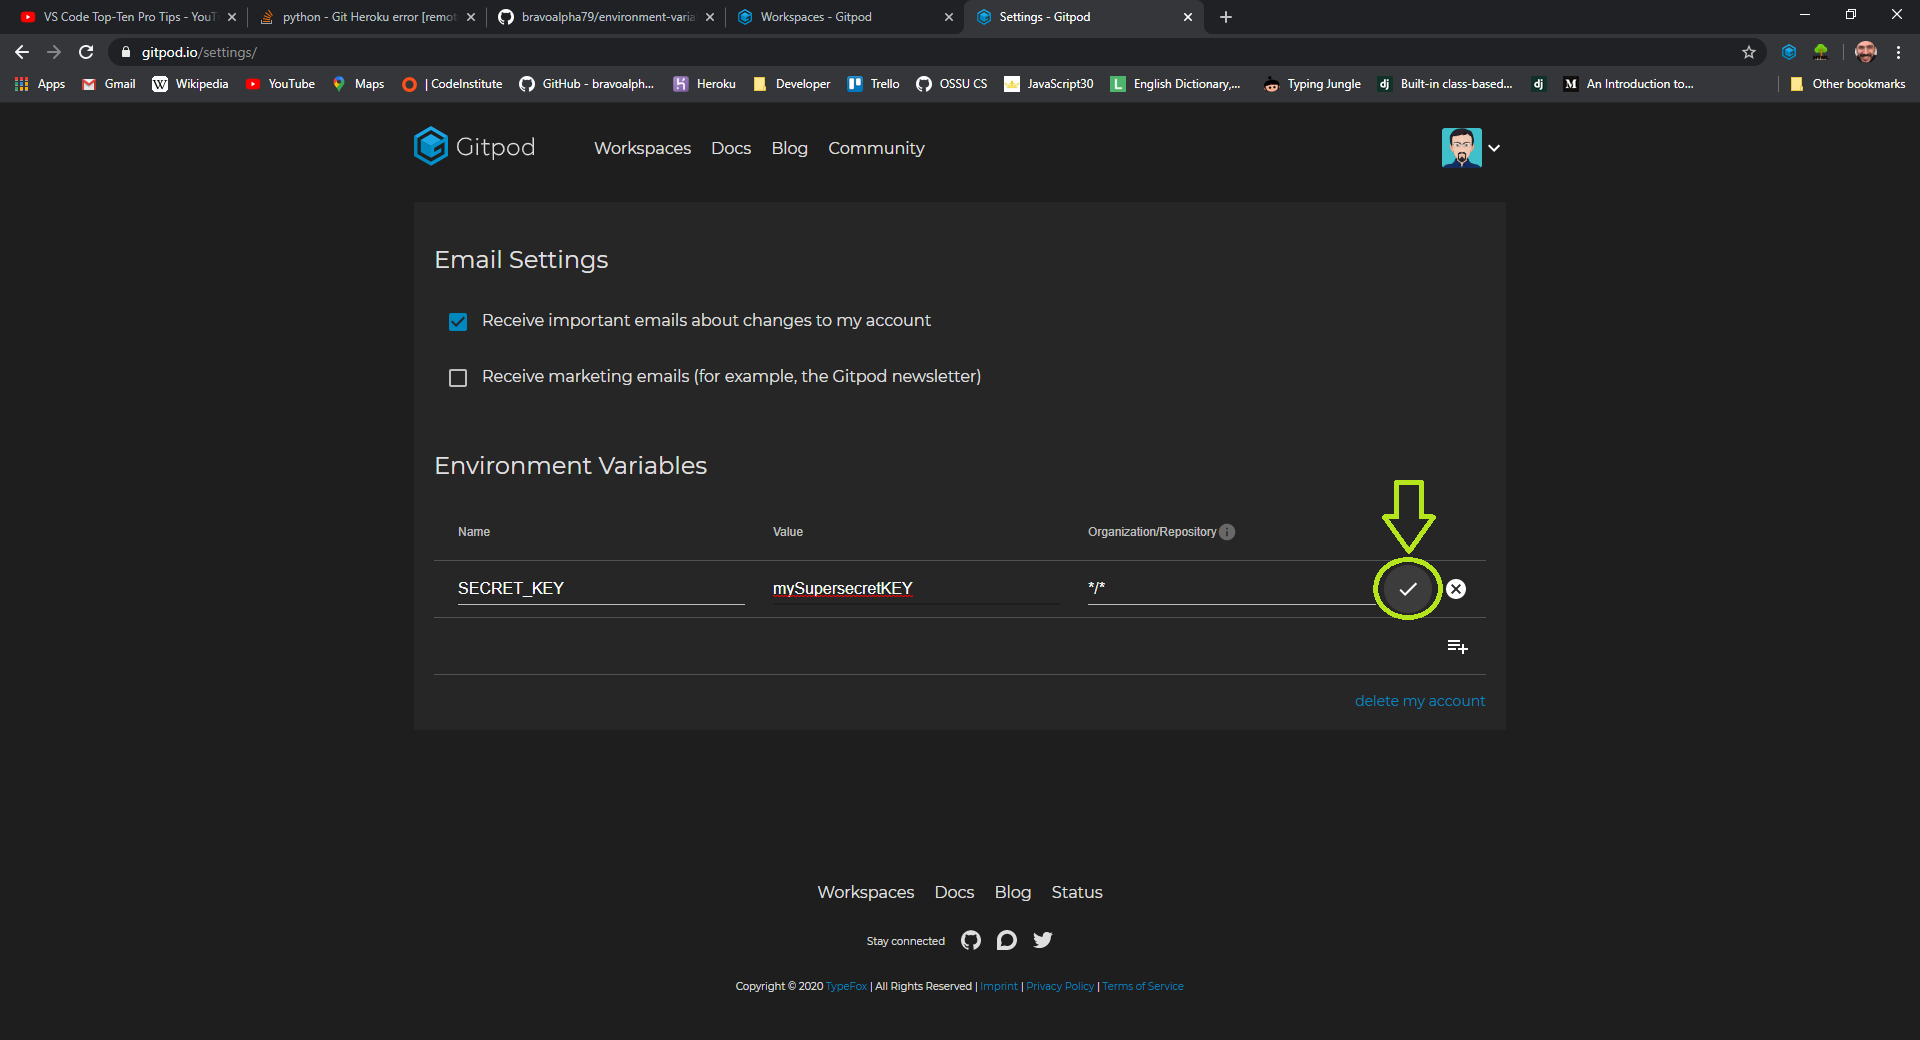 VS Code Top-Ten Pro Tips - YouT
python - Git Heroku error [remot
bravoalpha79/environment-varia
Workspaces - Gitpod
Settings - Gitpod
gitpod.io/settings/
Apps
Gmail
W Wikipedia
YouTube
Maps
| CodeInstitute
GitHub - bravoalph...
Heroku
Developer
Trello
OSSU CS
JavaScript30
L English Dictionary,...
Typing Jungle
dj Built-in class-based...
dj
M An Introduction to...
Other bookmarks
Gitpod
Workspaces Docs Blog Community
Email Settings
Receive important emails about changes to my account
Receive marketing emails (for example, the Gitpod newsletter)
Environment Variables
Name Value Organization/Repository i
SECRET_KEY mySupersecretKEY */*
delete my account
Workspaces Docs Blog Status
Stay connected
Copyright © 2020 TypeFox | All Rights Reserved | Imprint | Privacy Policy | Terms of Service